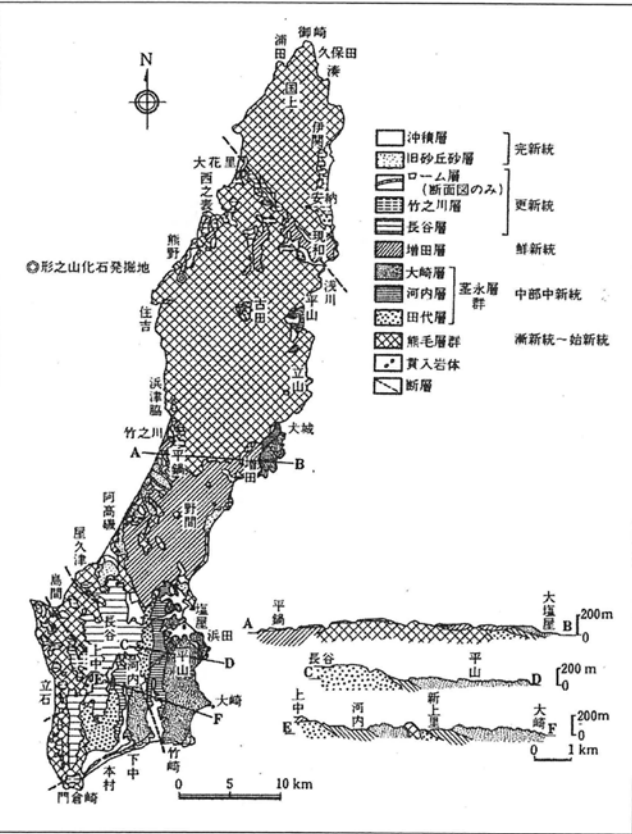 御崎
浦田
久保田
湊
N
国上
伊関
大花里
西之表
安納
熊野
現和
◎形之山化石発掘地
浅川
住吉
古田
平山
立山
浜津脇
竹之川
犬城
A
平鍋
増田
B
阿高磯
野間
屋久津
島間
長谷
塩屋
浜田
C
上中
河内
平山
D
E
立石
大崎
F
竹崎
下中
本村
門倉崎
0 5 10 km
沖積層
旧砂丘砂層
完新統
ローム層
(断面図のみ)
竹之川層
長谷層
更新統
増田層
鮮新統
大崎層
河内層
田代層
茎永層群
中部中新統
熊毛層群
漸新統～始新統
貫入岩体
断層
A
平鍋
大塩屋
B
200m
0
長谷
C
平山
D
200 m
0
上中
E
河内
新上里
大崎
F
200m
0
0 1 km